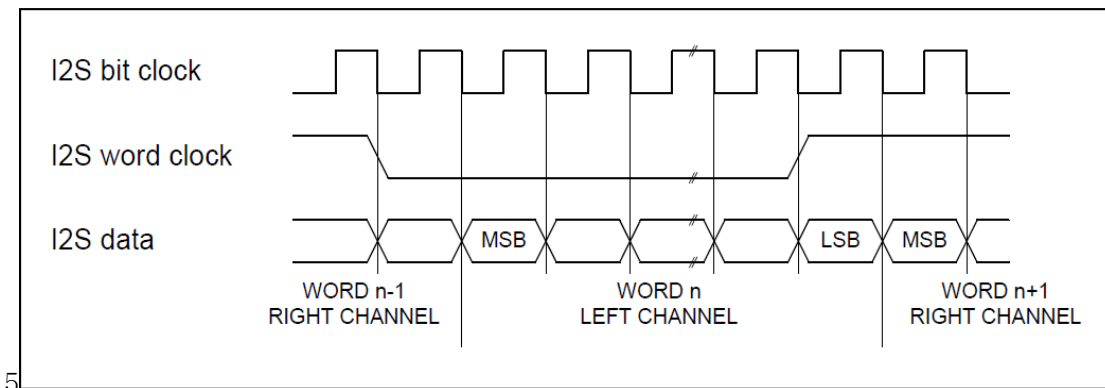 I2S bit clock
I2S word clock
I2S data
MSB
LSB
MSB
WORD n-1
RIGHT CHANNEL
WORD n
LEFT CHANNEL
WORD n+1
RIGHT CHANNEL
5